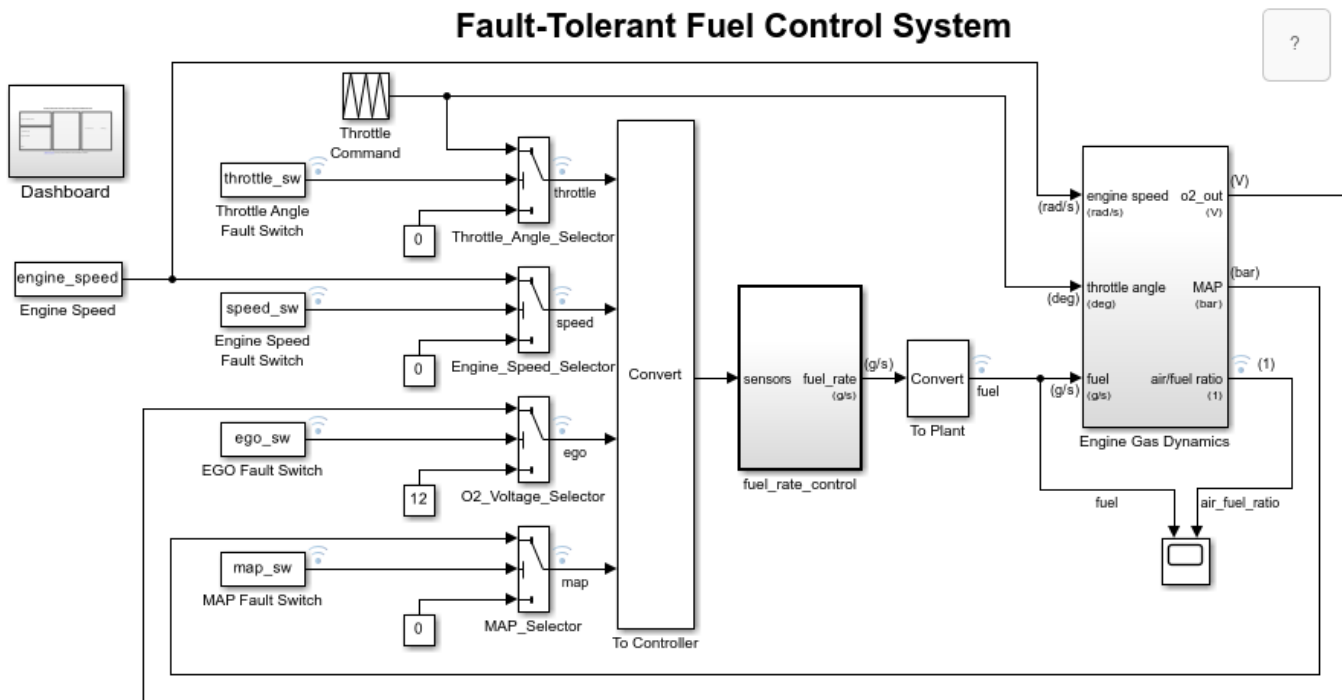 Fault-Tolerant Fuel Control System
?
Dashboard
Throttle
Command
throttle_sw
Throttle Angle
Fault Switch
0
throttle
Throttle_Angle_Selector
engine_speed
Engine Speed
speed_sw
Engine Speed
Fault Switch
0
speed
Engine_Speed_Selector
ego_sw
EGO Fault Switch
12
ego
O2_Voltage_Selector
map_sw
MAP Fault Switch
0
map
MAP_Selector
Convert
To Controller
sensors
fuel_rate
(g/s)
fuel_rate_control
(g/s)
Convert
To Plant
fuel
(rad/s)
(deg)
(g/s)
engine speed
(rad/s)
o2_out
(V)
throttle angle
(deg)
MAP
(bar)
fuel
(g/s)
air/fuel ratio
(1)
Engine Gas Dynamics
(V)
(bar)
(1)
fuel
air_fuel_ratio